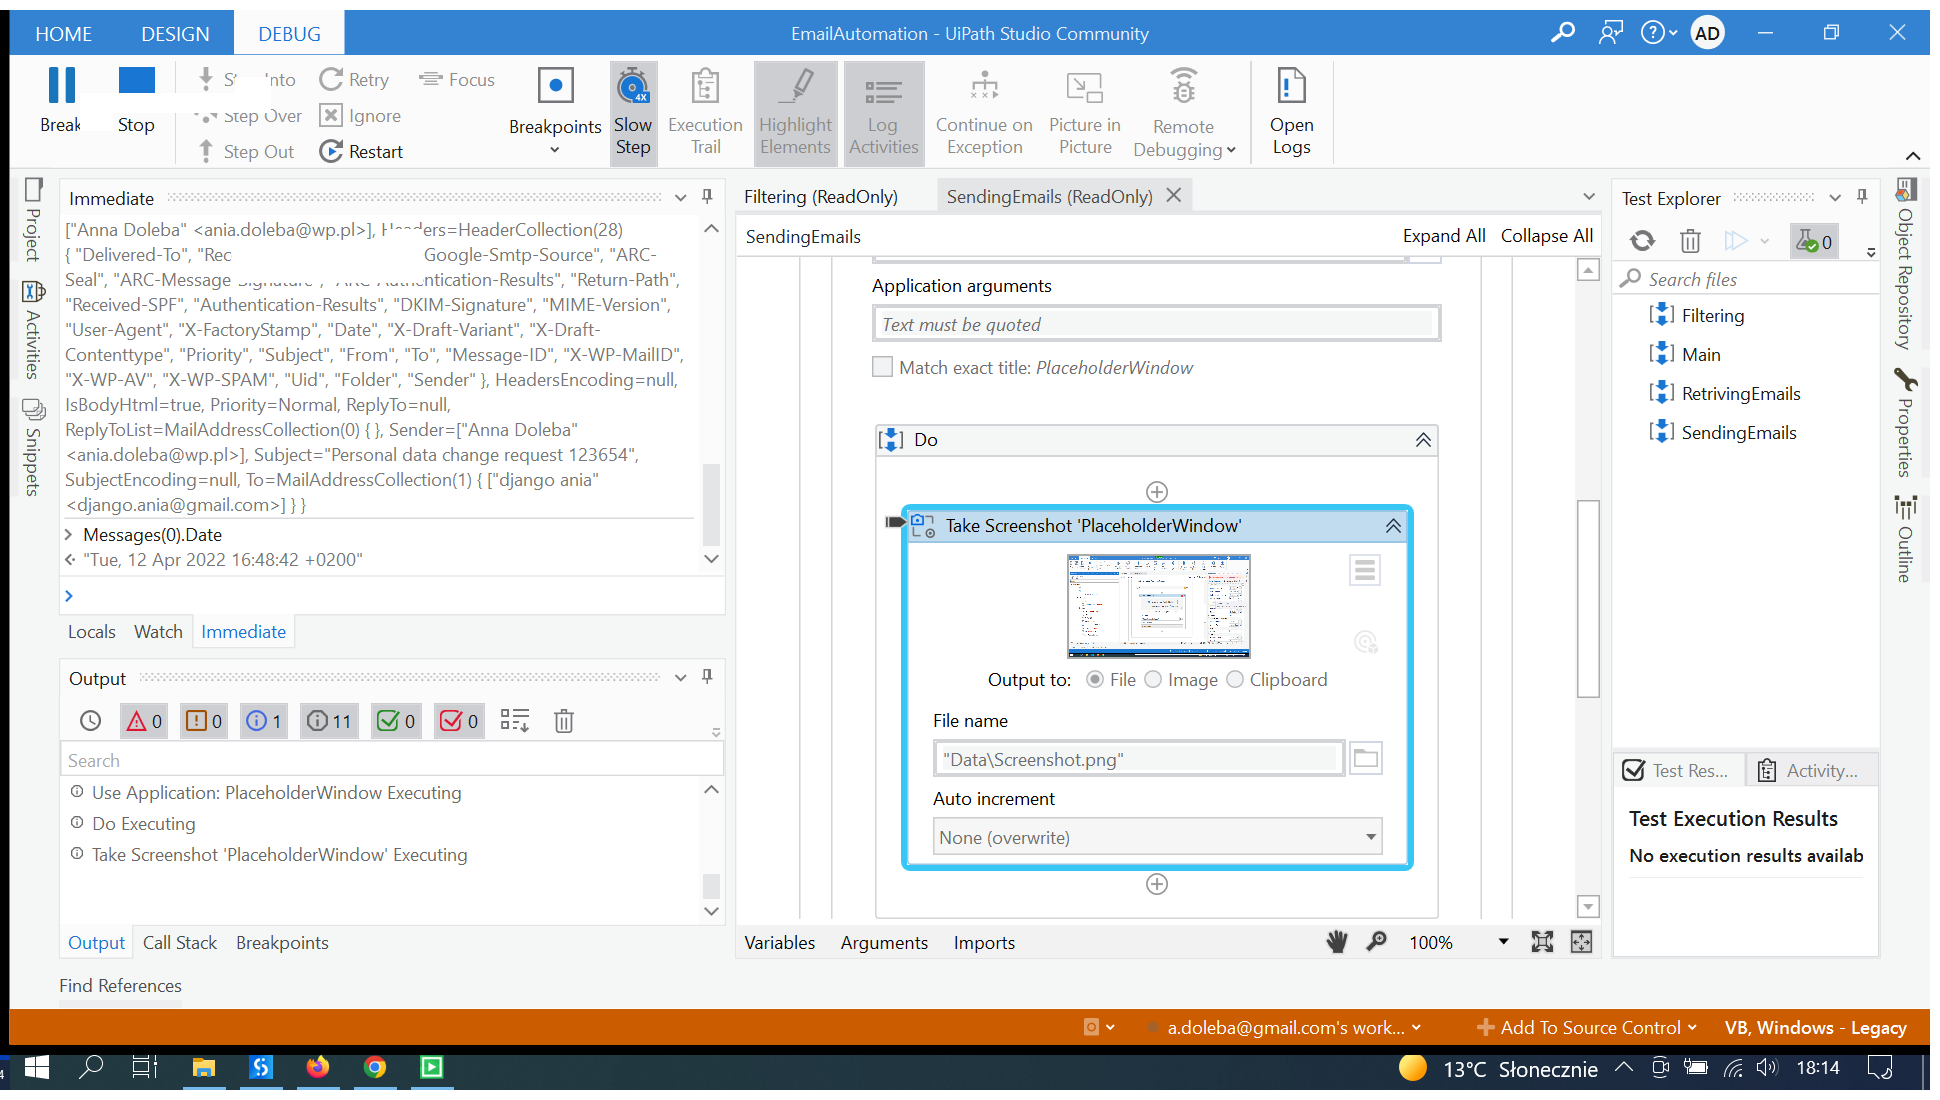 HOME DESIGN DEBUG EmailAutomation - UiPath Studio Community AD
Break Stop
Retry Focus
Step Over Ignore
Step Out Restart
Breakpoints
Slow Step
4X
Execution Trail
Highlight Elements
Log Activities
Continue on Exception
Picture in Picture
Remote Debugging
Open Logs
Project
Activities
Snippets
Immediate
["Anna Doleba" <ania.doleba@wp.pl>], Headers=HeaderCollection(28)
{ "Delivered-To", "Rec Google-Smtp-Source", "ARC-
Seal", "ARC-Message-Signature", "ARC-Authentication-Results", "Return-Path",
"Received-SPF", "Authentication-Results", "DKIM-Signature", "MIME-Version",
"User-Agent", "X-FactoryStamp", "Date", "X-Draft-Variant", "X-Draft-
Contenttype", "Priority", "Subject", "From", "To", "Message-ID", "X-WP-MailID",
"X-WP-AV", "X-WP-SPAM", "Uid", "Folder", "Sender" }, HeadersEncoding=null,
IsBodyHtml=true, Priority=Normal, ReplyTo=null,
ReplyToList=MailAddressCollection(0) { }, Sender=["Anna Doleba"
<ania.doleba@wp.pl>], Subject="Personal data change request 123654",
SubjectEncoding=null, To=MailAddressCollection(1) { ["django ania"
<django.ania@gmail.com>] } }
Messages(0).Date
"Tue, 12 Apr 2022 16:48:42 +0200"
Locals Watch Immediate
Output
0 0 1 11 0 0
Search
Use Application: PlaceholderWindow Executing
Do Executing
Take Screenshot 'PlaceholderWindow' Executing
Output Call Stack Breakpoints
Find References
Filtering (ReadOnly) SendingEmails (ReadOnly)
SendingEmails Expand All Collapse All
Application arguments
Text must be quoted
Match exact title: PlaceholderWindow
Do
Take Screenshot 'PlaceholderWindow'
Output to: File Image Clipboard
File name
"Data\Screenshot.png"
Auto increment
None (overwrite)
Variables Arguments Imports 100%
Test Explorer
0
Search files
Filtering
Main
RetrivingEmails
SendingEmails
Test Res... Activity...
Test Execution Results
No execution results availab
Object Repository
Properties
Outline
a.doleba@gmail.com's work... Add To Source Control VB, Windows - Legacy
13°C Słonecznie 18:14